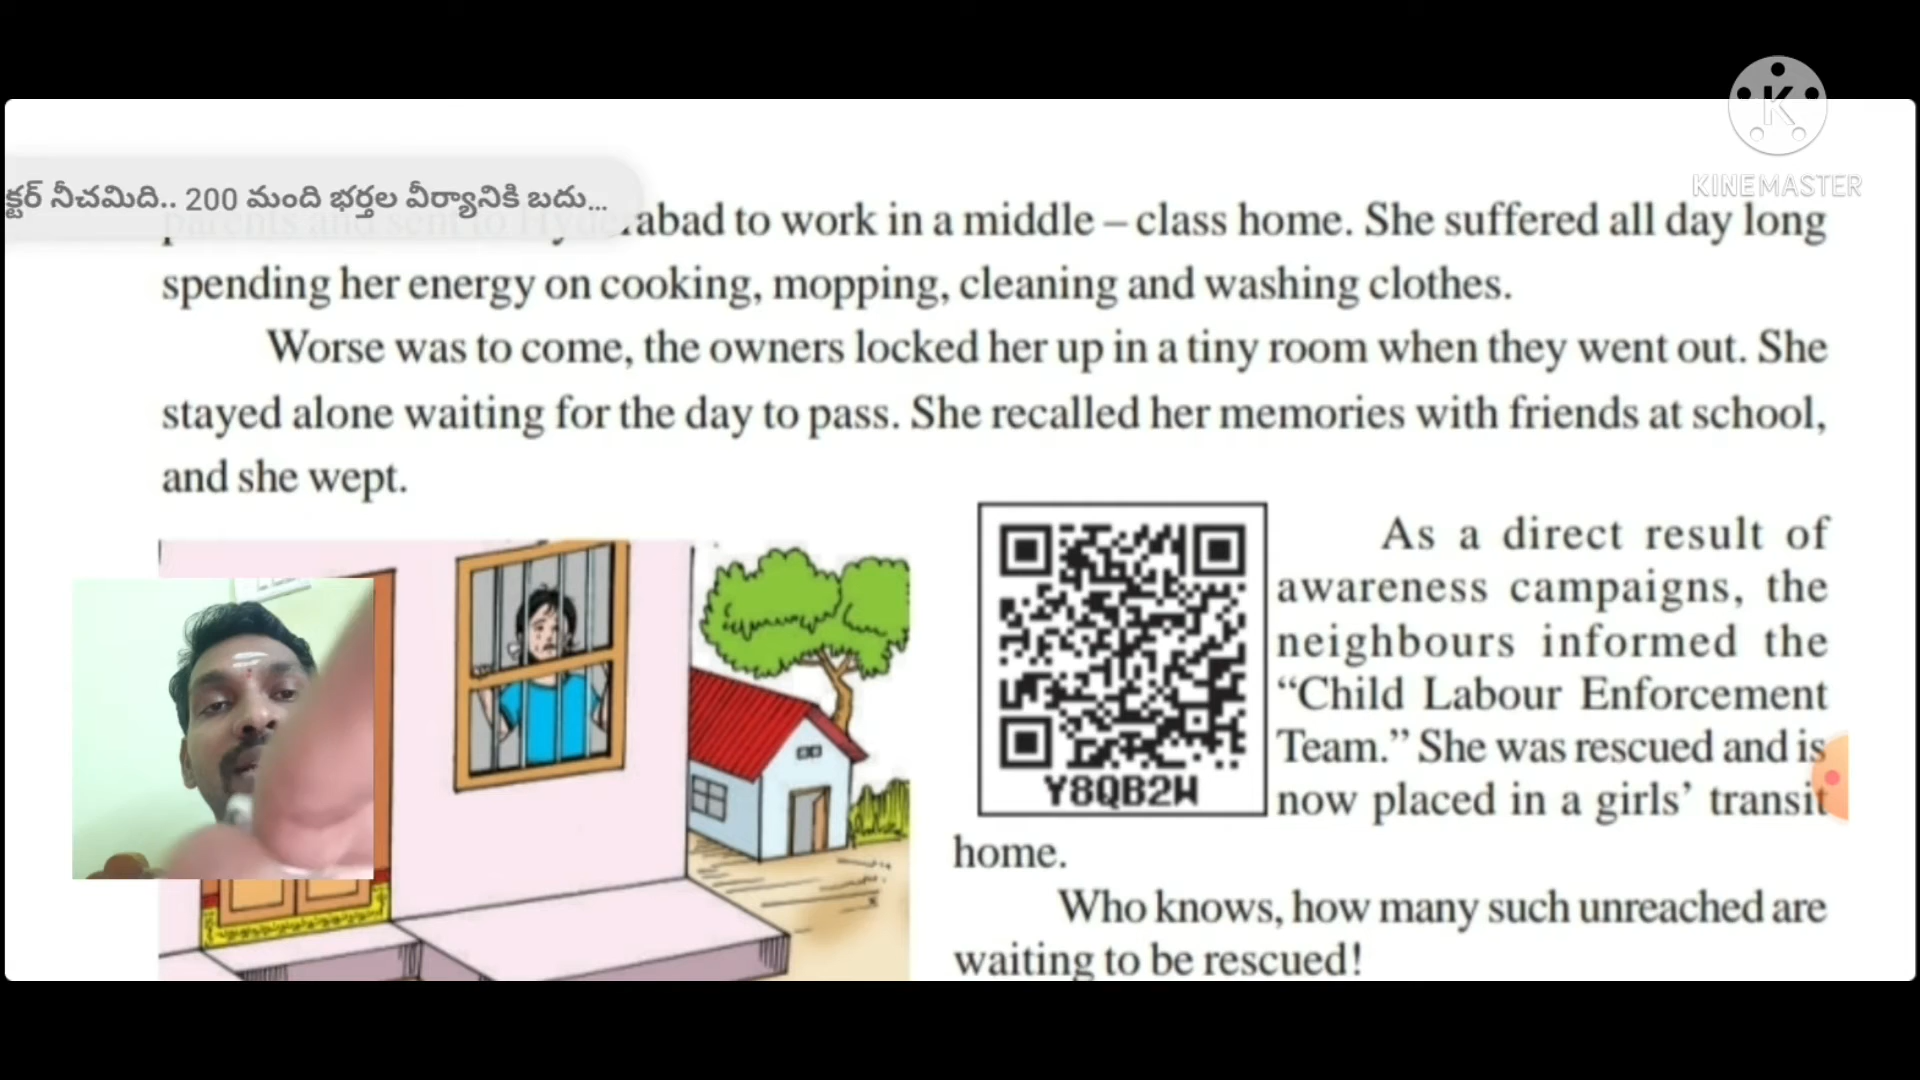 క్టర్ నీచమిది.. 200 మంది భర్తల వీర్యానికి బదు...
KINEMASTER
parents and sent to Hyderabad to work in a middle – class home. She suffered all day long
spending her energy on cooking, mopping, cleaning and washing clothes.
Worse was to come, the owners locked her up in a tiny room when they went out. She
stayed alone waiting for the day to pass. She recalled her memories with friends at school,
and she wept.
As a direct result of
awareness campaigns, the
neighbours informed the
“Child Labour Enforcement
Team.” She was rescued and is
now placed in a girls’ transit
Y8QB2W
home.
Who knows, how many such unreached are
waiting to be rescued!